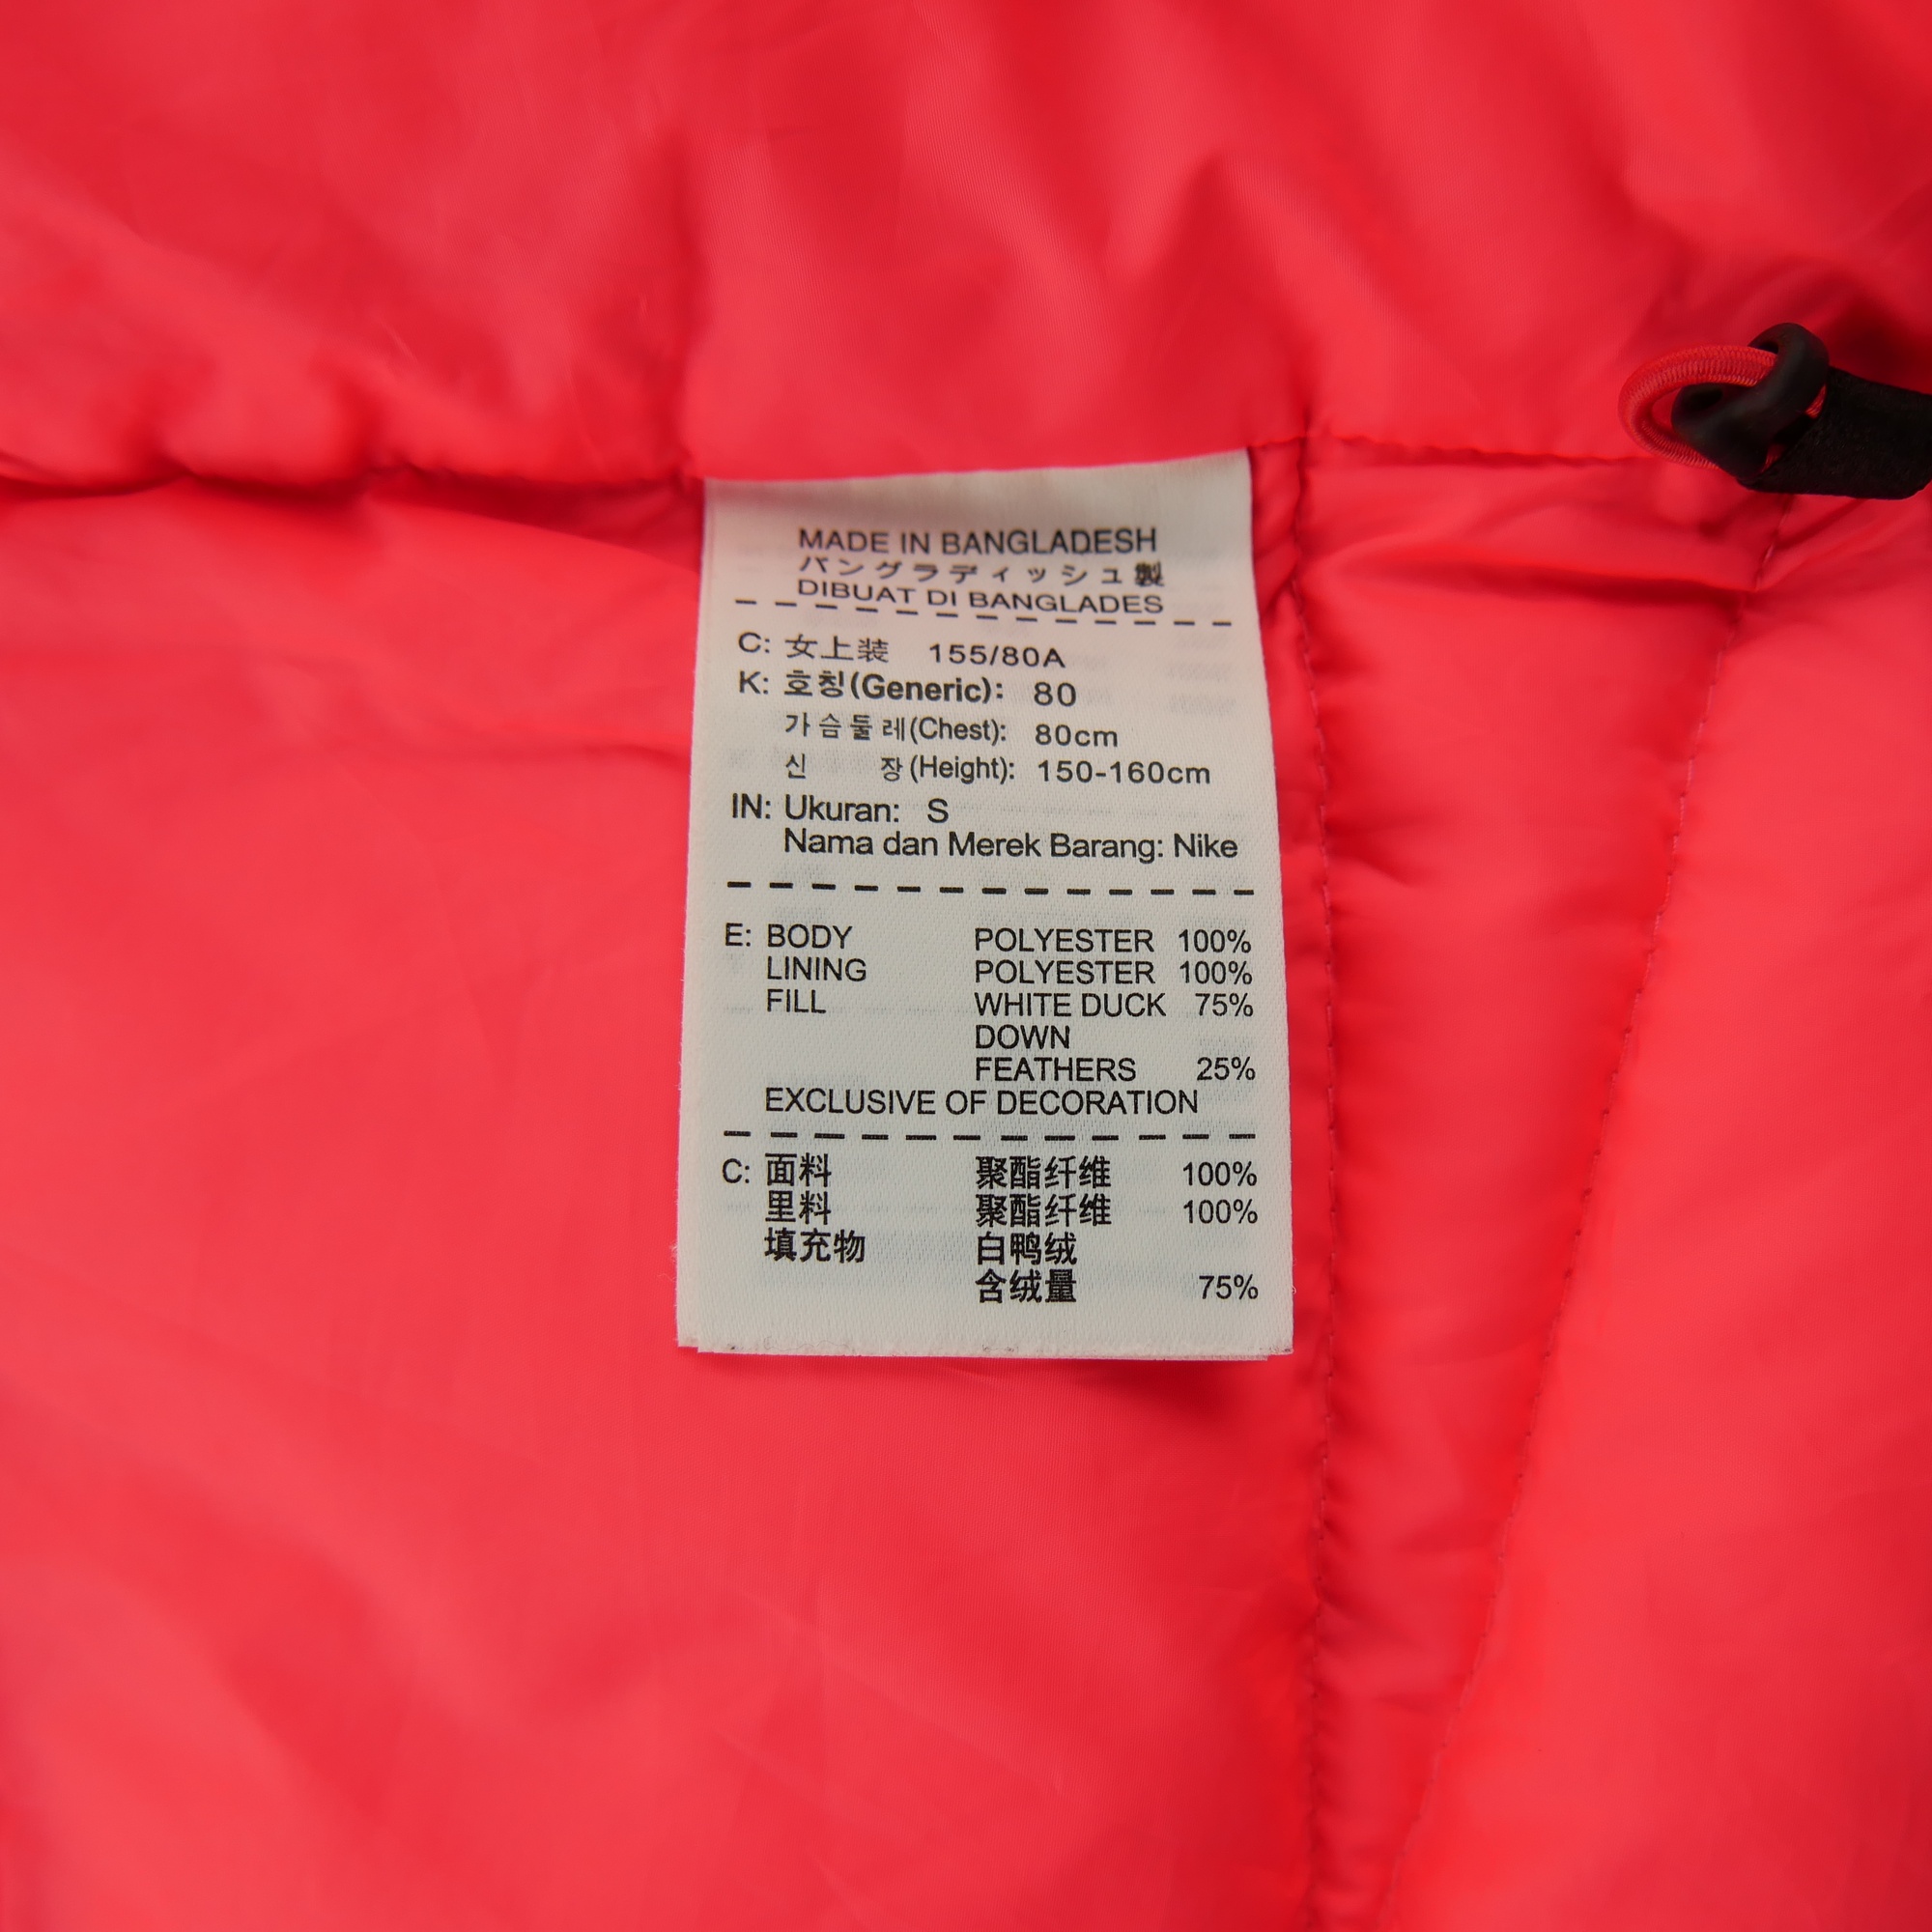 MADE IN BANGLADESH
バングラディッシュ製
DIBUAT DI BANGLADES
C: 女上装 155/80A
K: 호칭(Generic): 80
가슴둘레(Chest): 80cm
신 장(Height): 150-160cm
IN: Ukuran: S
Nama dan Merek Barang: Nike
E: BODY POLYESTER 100%
LINING POLYESTER 100%
FILL WHITE DUCK 75%
DOWN
FEATHERS 25%
EXCLUSIVE OF DECORATION
C: 面料 聚酯纤维 100%
里料 聚酯纤维 100%
填充物 白鸭绒
含绒量 75%